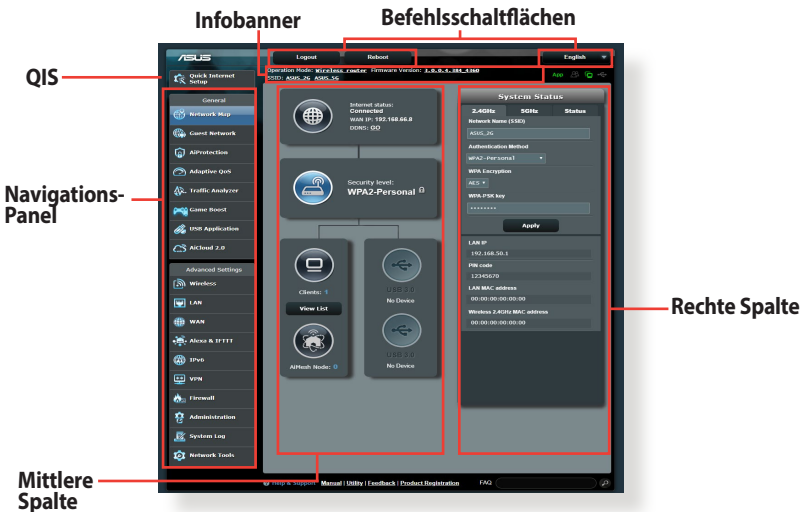 Infobanner
Befehlsschaltflächen
QIS
Navigations-
Panel
Mittlere
Spalte
Rechte Spalte
ASUS
Logout
Reboot
English
Quick Internet
Setup
Operation Mode: Wireless router Firmware Version: 3.0.0.4.384_4360
SSID: ASUS_2G ASUS_5G
App
General
Network Map
Guest Network
AiProtection
Adaptive QoS
Traffic Analyzer
Game Boost
USB Application
AiCloud 2.0
Advanced Settings
Wireless
LAN
WAN
Alexa & IFTTT
IPv6
VPN
Firewall
Administration
System Log
Network Tools
Internet status:
Connected
WAN IP: 192.168.66.8
DDNS: GO
Security level:
WPA2-Personal
Clients: 3
View List
AiMesh Node: 0
USB 3.0
No Device
USB 3.0
No Device
System Status
2.4GHz 5GHz Status
Network Name (SSID)
ASUS_2G
Authentication
Method
WPA2-Personal
WPA Encryption
AES
WPA-PSK key
••••••••
Apply
LAN IP
192.168.50.1
PIN code
12345670
LAN MAC address
00:00:00:00:00:00
Wireless 2.4GHz MAC address
00:00:00:00:00:00
Help & Support Manual | Utility | Feedback | Product Registration FAQ